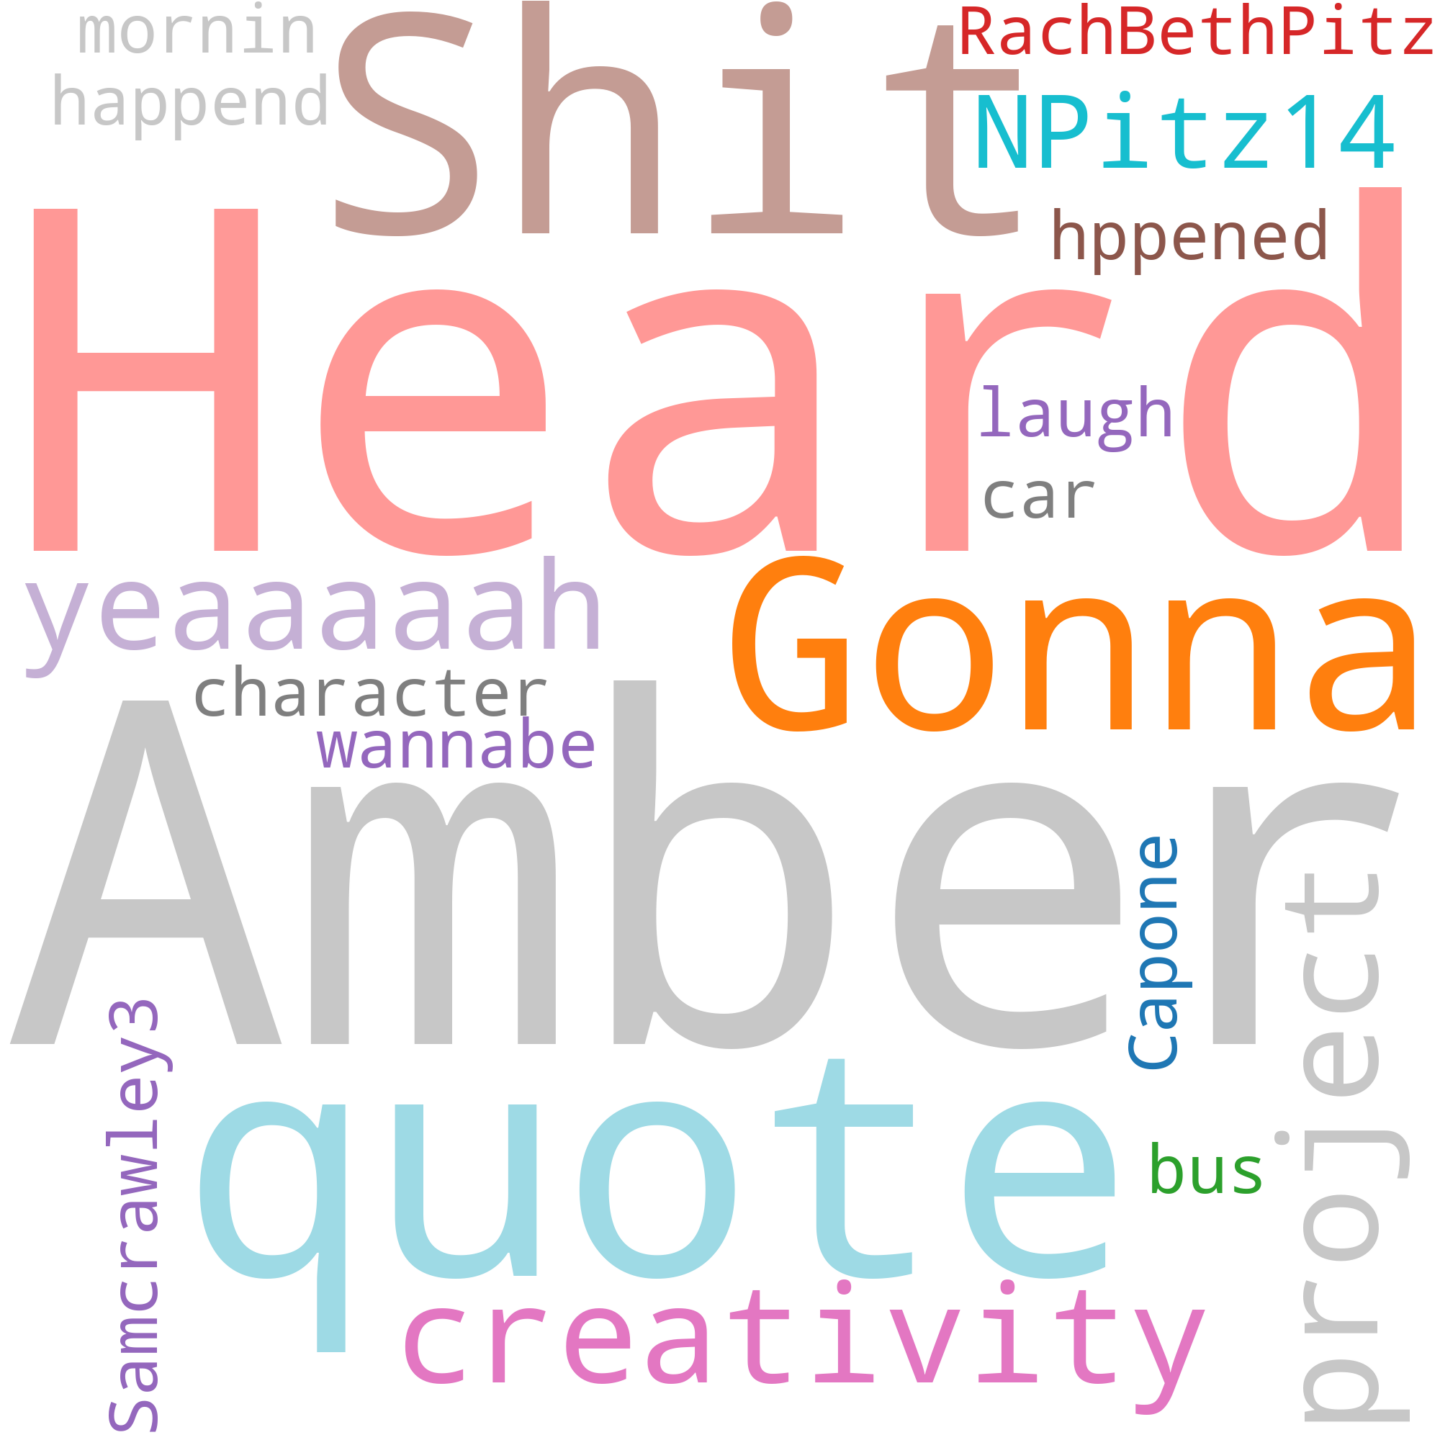 mornin
happend
Shit
RachBethPitz
NPitz14
hppened
Heard
laugh
car
yeaaaaah
Gonna
character
wannabe
Amber
Capone
project
Samcrawley3
quote
bus
creativity